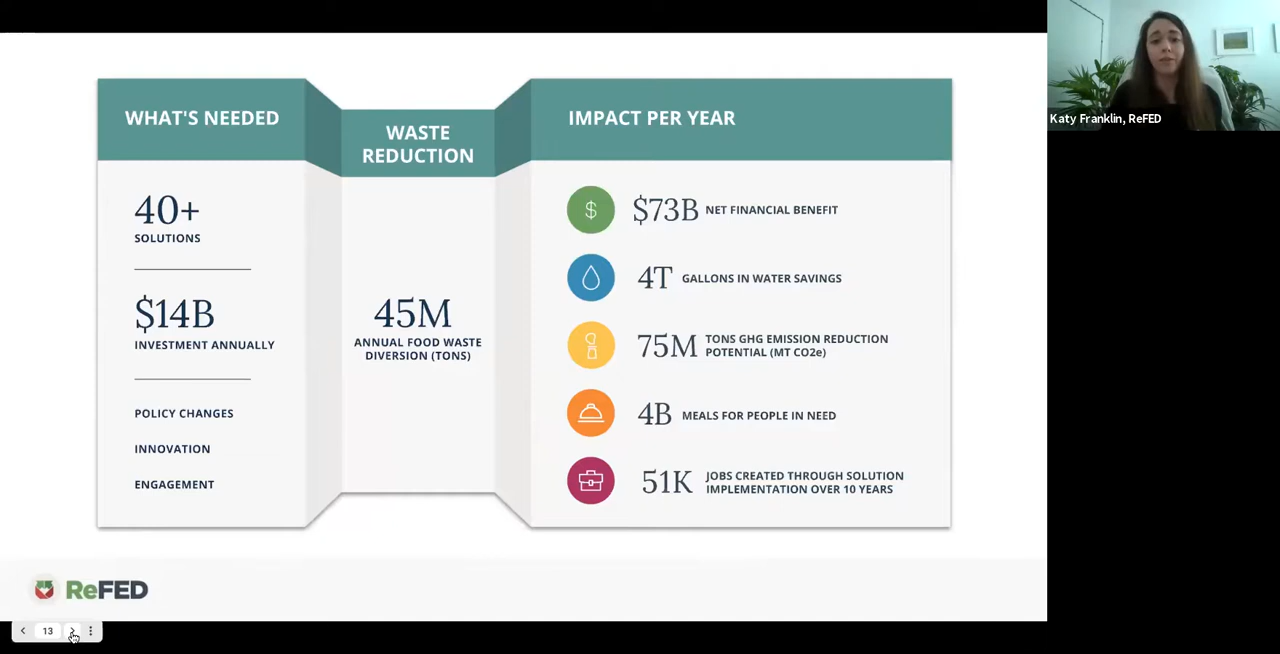 WHAT'S NEEDED
40+
SOLUTIONS
$14B
INVESTMENT ANNUALLY
POLICY CHANGES
INNOVATION
ENGAGEMENT
WASTE
REDUCTION
45M
ANNUAL FOOD WASTE
DIVERSION (TONS)
IMPACT PER YEAR
$
$73B NET FINANCIAL BENEFIT
4T GALLONS IN WATER SAVINGS
75M TONS GHG EMISSION REDUCTION
POTENTIAL (MT CO2e)
4B MEALS FOR PEOPLE IN NEED
51K JOBS CREATED THROUGH SOLUTION
IMPLEMENTATION OVER 10 YEARS
Katy Franklin, ReFED
ReFED
13